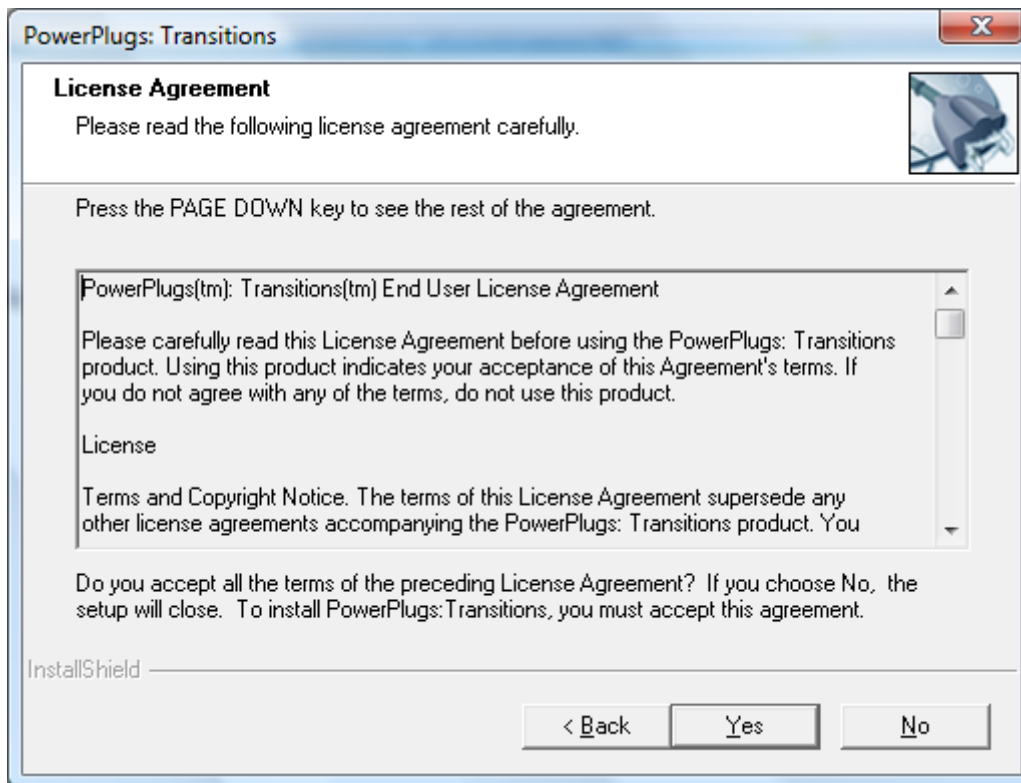 PowerPlugs: Transitions
License Agreement
Please read the following license agreement carefully.
Press the PAGE DOWN key to see the rest of the agreement.
PowerPlugs(tm): Transitions(tm) End User License Agreement
Please carefully read this License Agreement before using the PowerPlugs: Transitions
product. Using this product indicates your acceptance of this Agreement's terms. If
you do not agree with any of the terms, do not use this product.
License
Terms and Copyright Notice. The terms of this License Agreement supersede any
other license agreements accompanying the PowerPlugs: Transitions product. You
Do you accept all the terms of the preceding License Agreement?  If you choose No,  the
setup will close.  To install PowerPlugs:Transitions, you must accept this agreement.
InstallShield
< Back
Yes
No